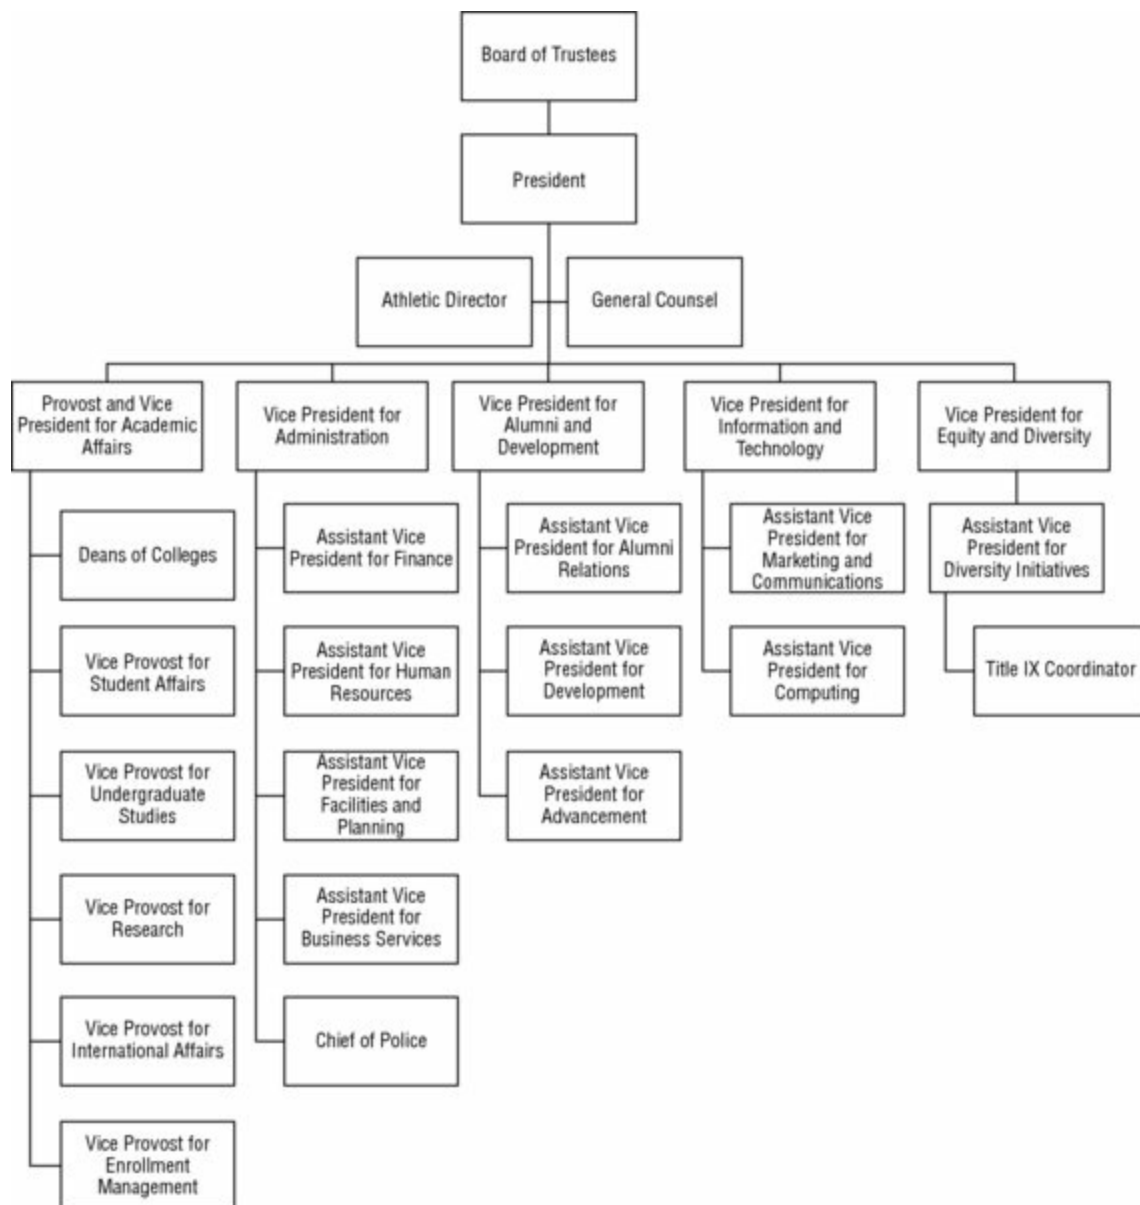 Board of Trustees
President
Athletic Director
General Counsel
Provost and Vice
President for Academic
Affairs
Vice President for
Administration
Vice President for
Alumni and
Development
Vice President for
Information and
Technology
Vice President for
Equity and Diversity
Deans of Colleges
Vice Provost for
Student Affairs
Vice Provost for
Undergraduate
Studies
Vice Provost for
Research
Vice Provost for
International Affairs
Vice Provost for
Enrollment
Management
Assistant Vice
President for Finance
Assistant Vice
President for Human
Resources
Assistant Vice
President for
Facilities and
Planning
Assistant Vice
President for
Business Services
Chief of Police
Assistant Vice
President for Alumni
Relations
Assistant Vice
President for
Development
Assistant Vice
President for
Advancement
Assistant Vice
President for
Marketing and
Communications
Assistant Vice
President for
Computing
Assistant Vice
President for
Diversity Initiatives
Title IX Coordinator